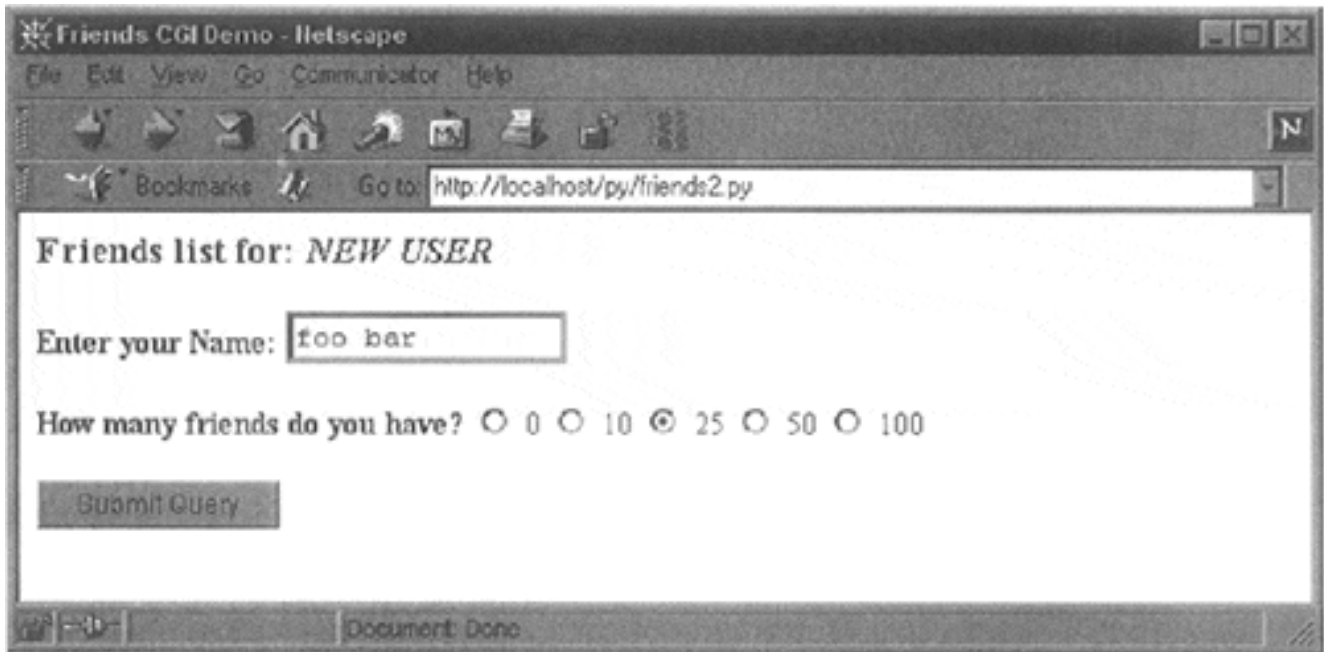 Friends CGI Demo - Netscape
File Edit View Go Communicator Help
Bookmarks Go to: http://localhost/py/friends2.py
Friends list for: NEW USER
Enter your Name: foo bar
How many friends do you have? 0 10 25 50 100
Submit Query
Document: Done